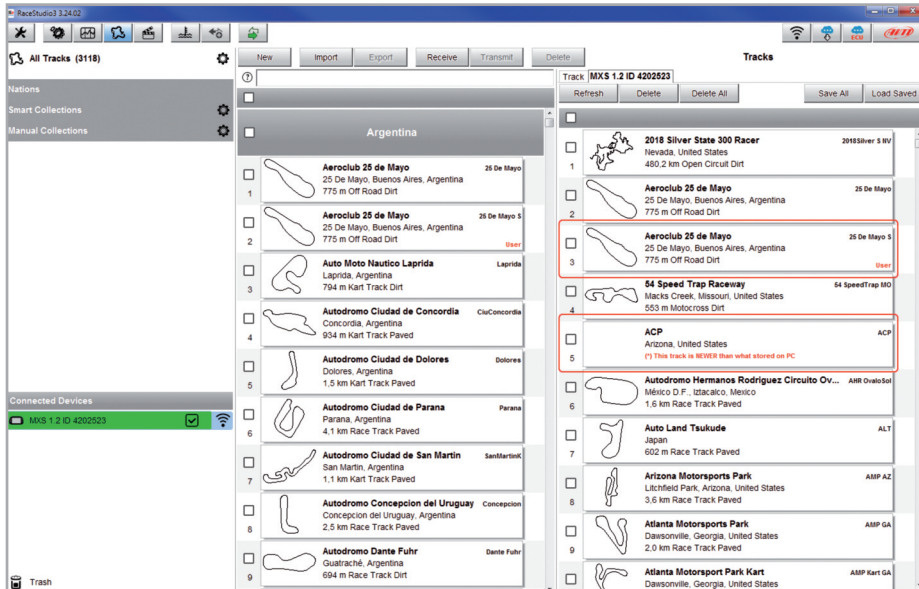 RaceStudio3 3.24.02
ECU
AiM
All Tracks (3118)
Nations
Smart Collections
Manual Collections
Connected Devices
MXS 1.2 ID 4202523
Trash
New Import Export Receive Transmit Delete
Argentina
1
Aeroclub 25 de Mayo 25 De Mayo
25 De Mayo, Buenos Aires, Argentina
775 m Off Road Dirt
2
Aeroclub 25 de Mayo 25 De Mayo S
25 De Mayo, Buenos Aires, Argentina
775 m Off Road Dirt User
3
Auto Moto Nautico Laprida Laprida
Laprida, Argentina
794 m Kart Track Dirt
4
Autodromo Ciudad de Concordia CiuConcordia
Concordia, Argentina
934 m Kart Track Paved
5
Autodromo Ciudad de Dolores Dolores
Dolores, Argentina
1,5 km Kart Track Paved
6
Autodromo Ciudad de Parana Parana
Parana, Argentina
4,1 km Race Track Paved
7
Autodromo Ciudad de San Martin SanMartinK
San Martin, Argentina
1,1 km Kart Track Paved
8
Autodromo Concepcion del Uruguay Concepcion
Concepcion del Uruguay, Argentina
2,5 km Race Track Paved
9
Autodromo Dante Fuhr Dante Fuhr
Guatraché, Argentina
694 m Race Track Dirt
Tracks
Track MXS 1.2 ID 4202523
Refresh Delete Delete All Save All Load Saved
1
2018 Silver State 300 Racer 2018Silver S NV
Nevada, United States
480,2 km Open Circuit Dirt
2
Aeroclub 25 de Mayo 25 De Mayo
25 De Mayo, Buenos Aires, Argentina
775 m Off Road Dirt
3
Aeroclub 25 de Mayo 25 De Mayo S
25 De Mayo, Buenos Aires, Argentina
775 m Off Road Dirt User
4
54 Speed Trap Raceway 54 SpeedTrap MO
Macks Creek, Missouri, United States
553 m Motocross Dirt
5
ACP ACP
Arizona, United States
(*) This track is NEWER than what stored on PC
6
Autodromo Hermanos Rodriguez Circuito Ov... AHR OvaloSol
México D.F., Iztacalco, Mexico
1,6 km Race Track Paved
7
Auto Land Tsukude ALT
Japan
602 m Race Track Paved
8
Arizona Motorsports Park AMP AZ
Litchfield Park, Arizona, United States
3,6 km Race Track Paved
9
Atlanta Motorsports Park AMP GA
Dawsonville, Georgia, United States
2,0 km Race Track Paved
Atlanta Motorsport Park Kart AMP Kart GA
Dawsonville, Georgia, United States